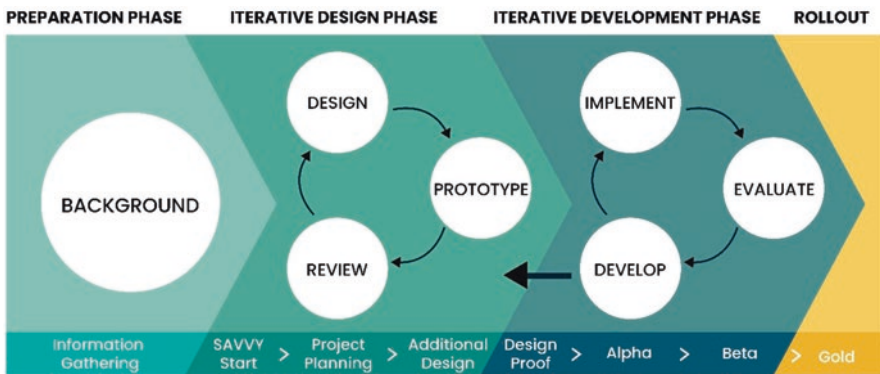 PREPARATION PHASE ITERATIVE DESIGN PHASE ITERATIVE DEVELOPMENT PHASE ROLLOUT
BACKGROUND
DESIGN
PROTOTYPE
REVIEW
IMPLEMENT
EVALUATE
DEVELOP
Information
Gathering
SAVVY
Start
>
Project
Planning
>
Additional
Design
Design
Proof
>
Alpha
>
Beta
>
Gold